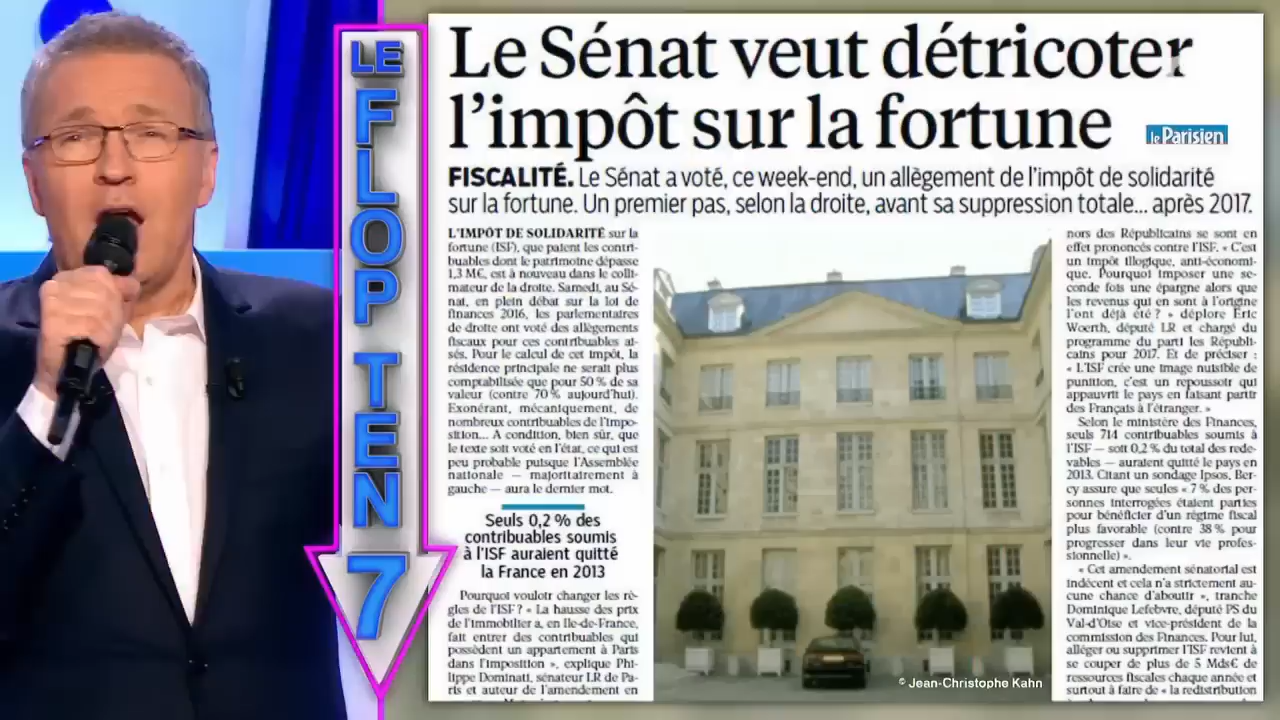 LE
FLOP
TEN
7
Le Sénat veut détricoter
l'impôt sur la fortune
le Parisien
FISCALITÉ. Le Sénat a voté, ce week-end, un allègement de l'impôt de solidarité
sur la fortune. Un premier pas, selon la droite, avant sa suppression totale... après 2017.
L'IMPÔT DE SOLIDARITÉ sur la
fortune (ISF), que paient les contri-
buables dont le patrimoine dépasse
1,3 M€, est à nouveau dans le colli-
mateur de la droite. Samedi, au Sé-
nat, en plein débat sur la loi de
finances 2016, les parlementaires
de droite ont voté des allègements
fiscaux pour ces contribuables ai-
sés. Pour le calcul de cet impôt, la
résidence principale ne serait plus
comptabilisée que pour 50 % de sa
valeur (contre 70 % aujourd'hui).
Exonérant, mécaniquement, de
nombreux contribuables de l'impo-
sition... A condition, bien sûr, que
le texte soit voté en l'état, ce qui est
peu probable puisque l'Assemblée
nationale — majoritairement à
gauche — aura le dernier mot.
Seuls 0,2 % des
contribuables soumis
à l'ISF auraient quitté
la France en 2013
Pourquoi vouloir changer les rè-
gles de l'ISF ? « La hausse des prix
de l'immobilier a, en Ile-de-France,
fait entrer des contribuables qui
possèdent un appartement à Paris
dans l'imposition », explique Phi-
lippe Dominati, sénateur LR de Pa-
ris et auteur de l'amendement en
© Jean-Christophe Kahn
nors des Républicains se sont en
effet prononcés contre l'ISF. « C'est
un impôt illogique, anti-économi-
que. Pourquoi imposer une se-
conde fois une épargne alors que
les revenus qui en sont à l'origine
l'ont déjà été ? » déplore Eric
Woerth, député LR et chargé du
programme du parti les Républi-
cains pour 2017. Et de préciser :
« L'ISF crée une image nuisible de
punition, c'est un repoussoir qui
appauvrit le pays en faisant partir
des Français à l'étranger. »
Selon le ministère des Finances,
seuls 714 contribuables soumis à
l'ISF — soit 0,2 % du total des rede-
vables — auraient quitté le pays en
2013. Citant un sondage Ipsos, Ber-
cy assure que seules « 7 % des per-
sonnes interrogées étaient parties
pour bénéficier d'un régime fiscal
plus favorable (contre 38 % pour
progresser dans leur vie profes-
sionnelle) ».
« Cet amendement sénatorial est
indécent et cela n'a strictement au-
cune chance d'aboutir », tranche
Dominique Lefebvre, député PS du
Val-d'Oise et vice-président de la
commission des Finances. Pour lui,
alléger ou supprimer l'ISF revient à
se couper de plus de 5 Mds€ de
ressources fiscales chaque année et
surtout à faire de « la redistribution